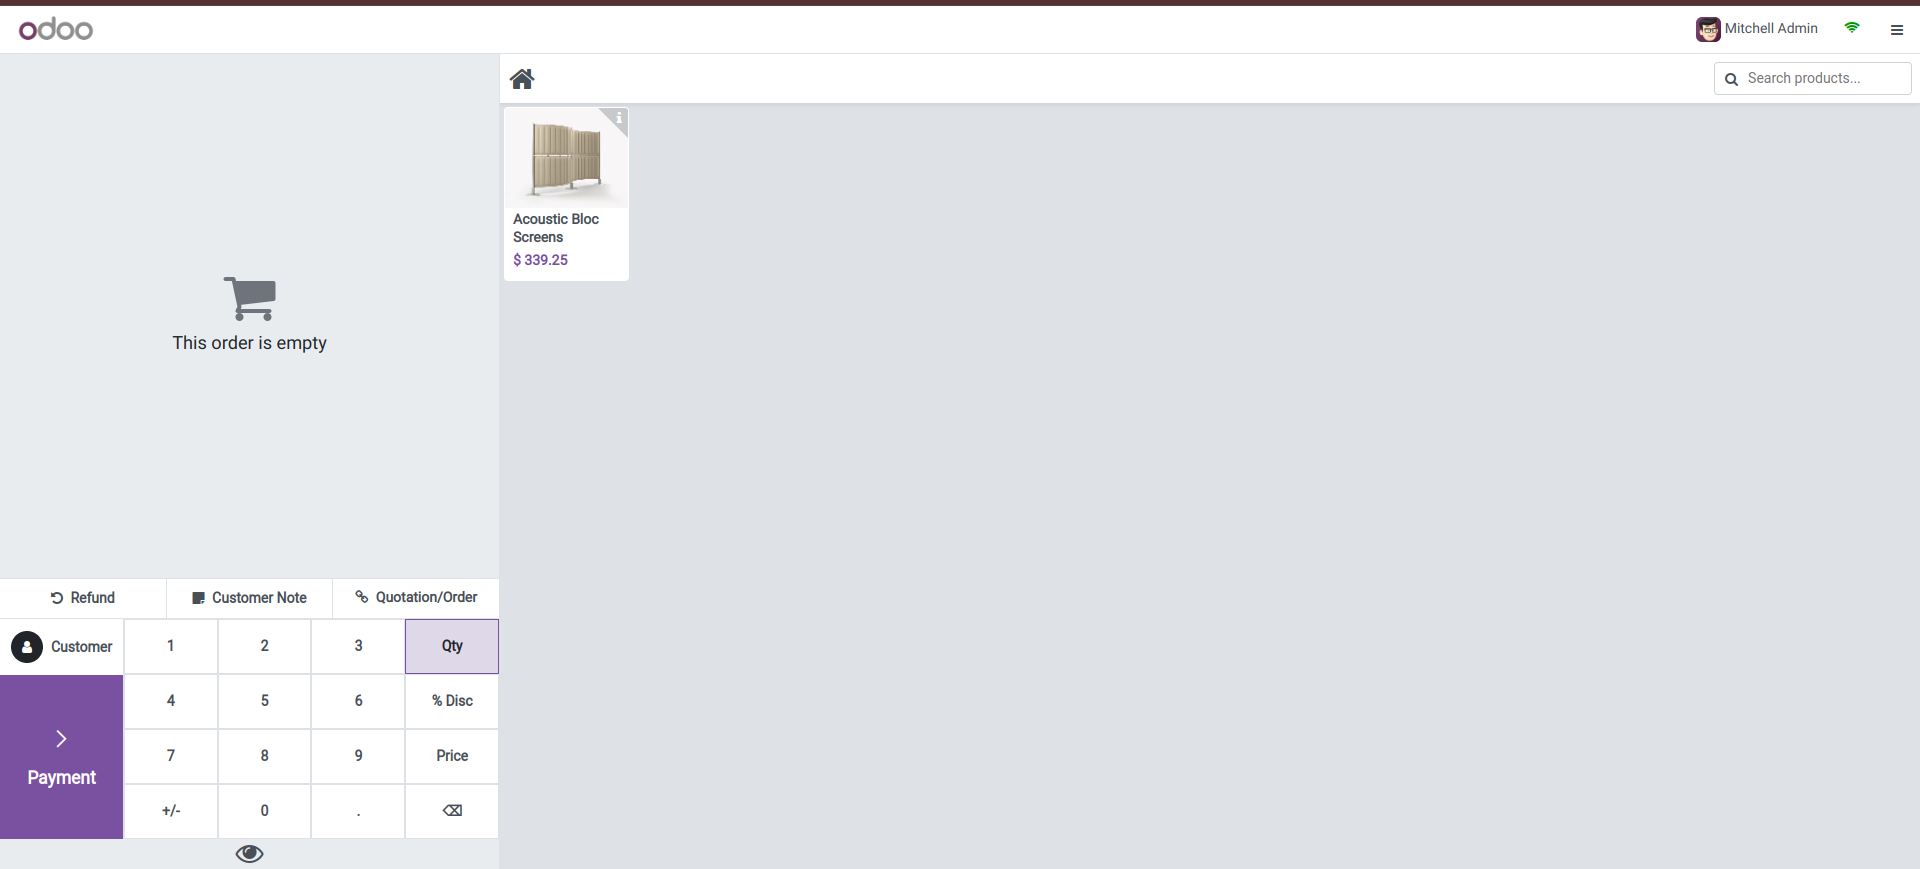 odoo
Mitchell Admin
Search products...
i
Acoustic Bloc
Screens
$ 339.25
This order is empty
Refund
Customer Note
Quotation/Order
Customer
1
2
3
Qty
4
5
6
% Disc
Payment
7
8
9
Price
+/-
0
.